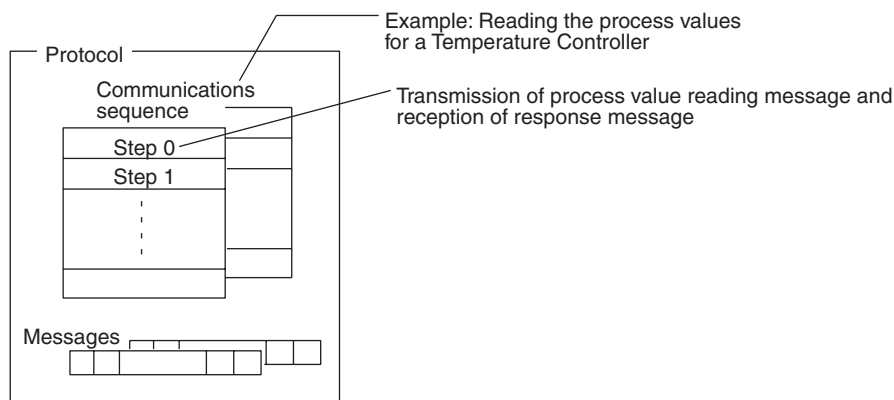 Example: Reading the process values
for a Temperature Controller
Protocol
Communications
sequence
Transmission of process value reading message and
reception of response message
Step 0
Step 1
Messages